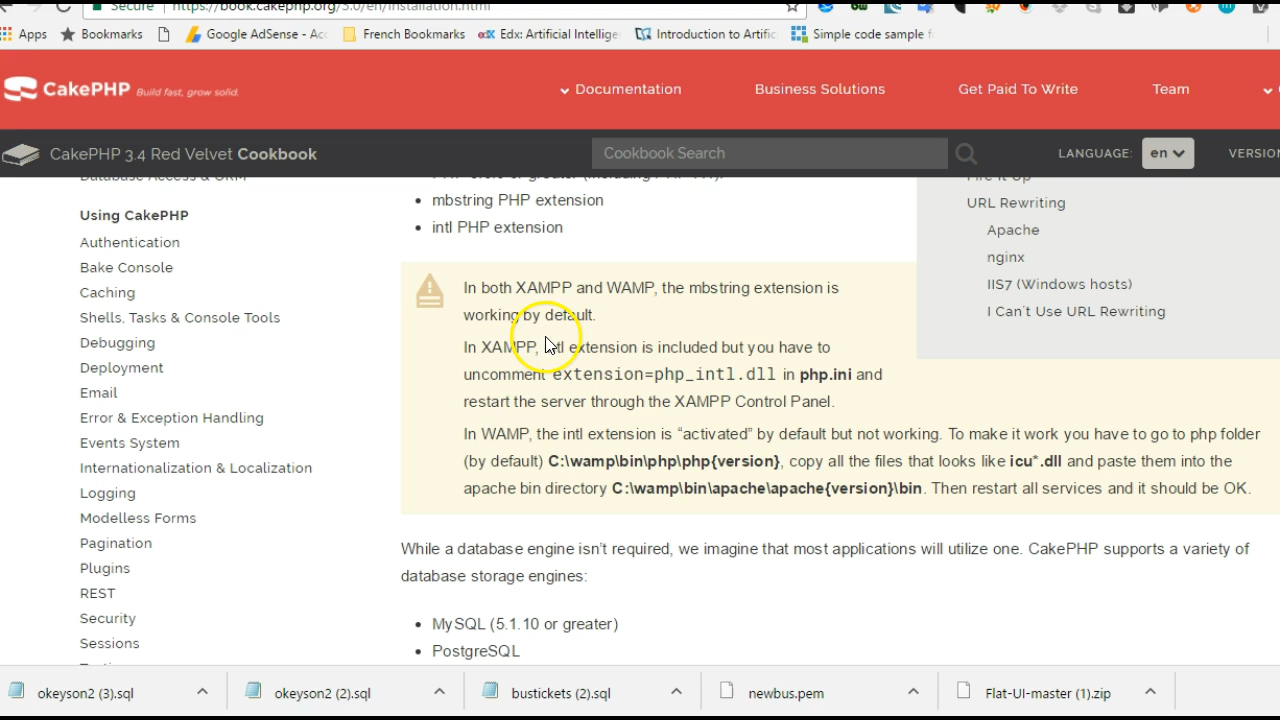 Secure https://book.cakephp.org/3.0/en/installation.html
Apps Bookmarks Google AdSense - Acc French Bookmarks Edx: Artificial Intellige Introduction to Artific Simple code sample f
CakePHP Build fast, grow solid.
Documentation Business Solutions Get Paid To Write Team
CakePHP 3.4 Red Velvet Cookbook
Cookbook Search
LANGUAGE: en VERSION
Database Access & ORM
Using CakePHP
Authentication
Bake Console
Caching
Shells, Tasks & Console Tools
Debugging
Deployment
Email
Error & Exception Handling
Events System
Internationalization & Localization
Logging
Modelless Forms
Pagination
Plugins
REST
Security
Sessions
mbstring PHP extension
intl PHP extension
In both XAMPP and WAMP, the mbstring extension is
working by default.
In XAMPP, intl extension is included but you have to
uncomment extension=php_intl.dll in php.ini and
restart the server through the XAMPP Control Panel.
In WAMP, the intl extension is “activated” by default but not working. To make it work you have to go to php folder
(by default) C:\wamp\bin\php\php{version}, copy all the files that looks like icu*.dll and paste them into the
apache bin directory C:\wamp\bin\apache\apache{version}\bin. Then restart all services and it should be OK.
While a database engine isn’t required, we imagine that most applications will utilize one. CakePHP supports a variety of
database storage engines:
MySQL (5.1.10 or greater)
PostgreSQL
Fire It Up
URL Rewriting
Apache
nginx
IIS7 (Windows hosts)
I Can’t Use URL Rewriting
okeyson2 (3).sql okeyson2 (2).sql bustickets (2).sql newbus.pem Flat-UI-master (1).zip